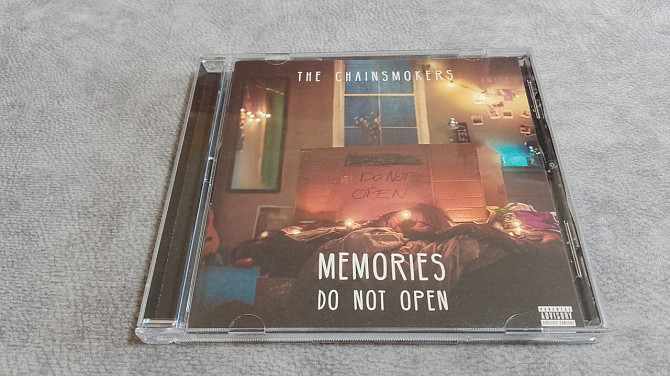 THE CHAINSMOKERS
DO NOT
OPEN
MEMORIES
DO NOT OPEN
PARENTAL
ADVISORY
EXPLICIT CONTENT